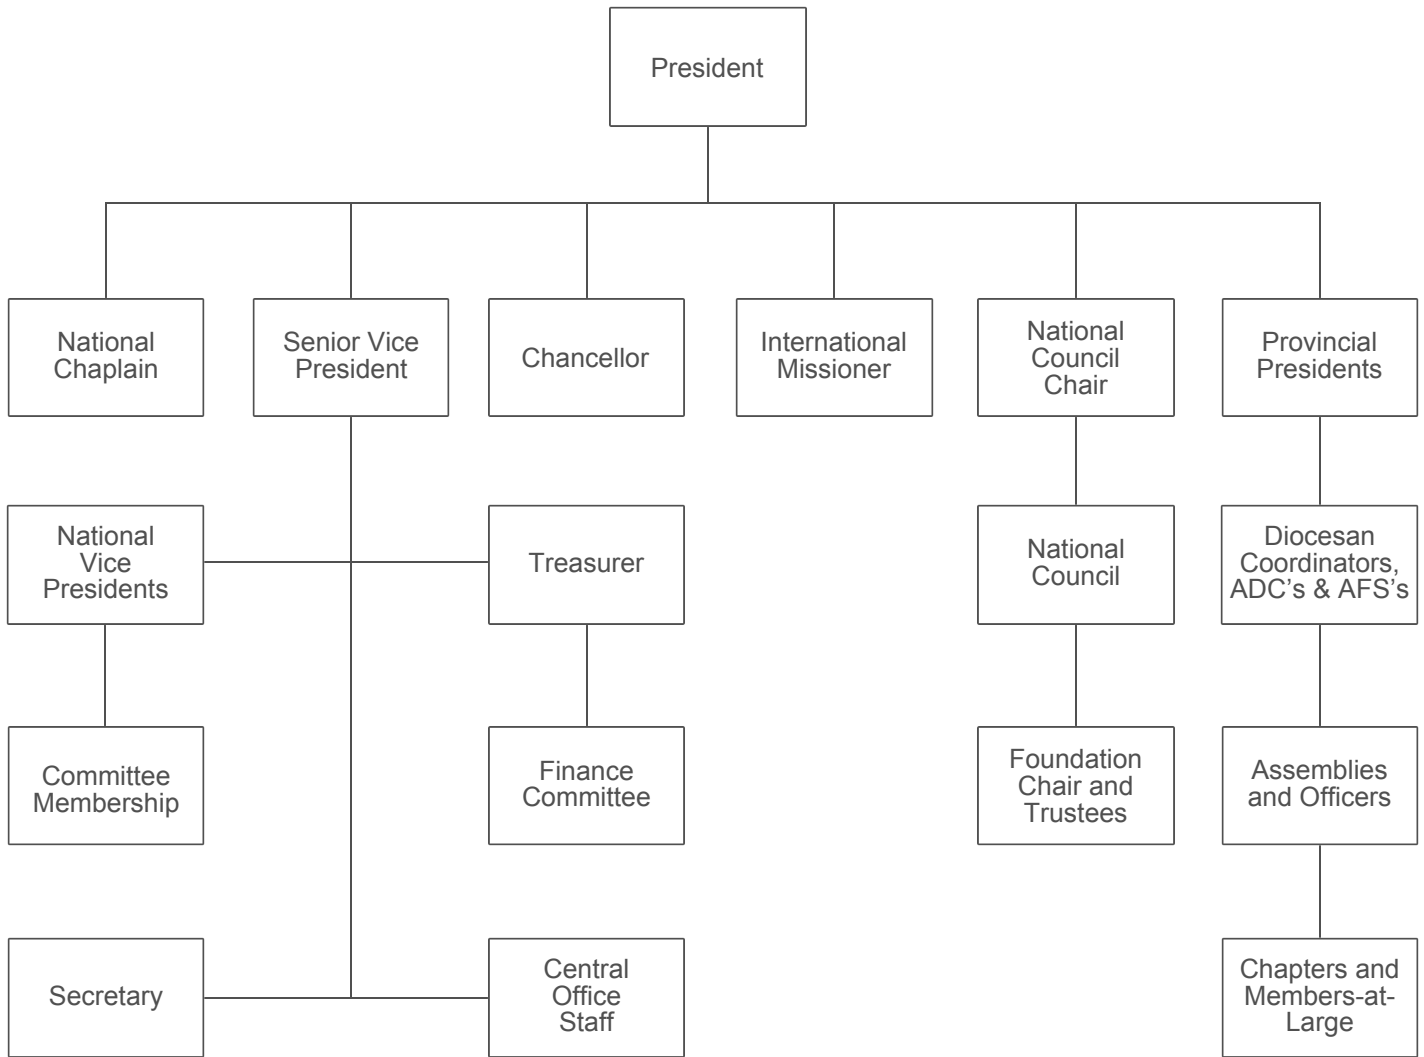 President
National
Chaplain
Senior Vice
President
Chancellor
International
Missioner
National
Council
Chair
Provincial
Presidents
National
Vice
Presidents
Treasurer
National
Council
Diocesan
Coordinators,
ADC’s & AFS’s
Committee
Membership
Finance
Committee
Foundation
Chair and
Trustees
Assemblies
and Officers
Secretary
Central
Office
Staff
Chapters and
Members-at-
Large